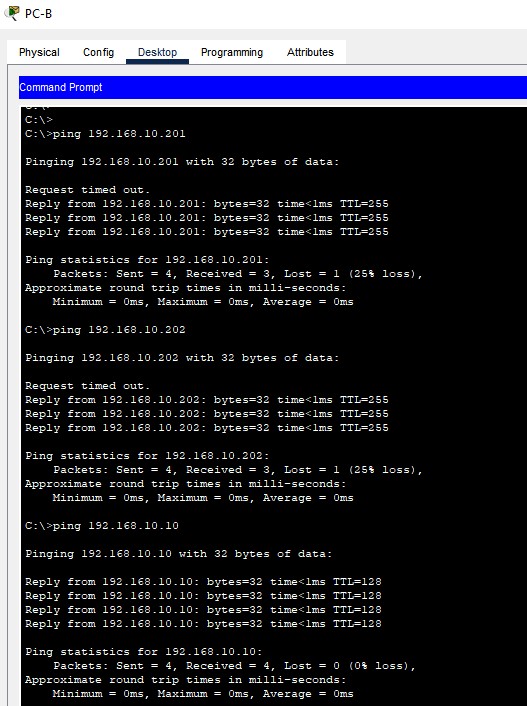 PC-B
Physical Config Desktop Programming Attributes
Command Prompt
C:\>
C:\>ping 192.168.10.201
Pinging 192.168.10.201 with 32 bytes of data:
Request timed out.
Reply from 192.168.10.201: bytes=32 time<1ms TTL=255
Reply from 192.168.10.201: bytes=32 time<1ms TTL=255
Reply from 192.168.10.201: bytes=32 time<1ms TTL=255
Ping statistics for 192.168.10.201:
Packets: Sent = 4, Received = 3, Lost = 1 (25% loss),
Approximate round trip times in milli-seconds:
Minimum = 0ms, Maximum = 0ms, Average = 0ms
C:\>ping 192.168.10.202
Pinging 192.168.10.202 with 32 bytes of data:
Request timed out.
Reply from 192.168.10.202: bytes=32 time<1ms TTL=255
Reply from 192.168.10.202: bytes=32 time<1ms TTL=255
Reply from 192.168.10.202: bytes=32 time<1ms TTL=255
Ping statistics for 192.168.10.202:
Packets: Sent = 4, Received = 3, Lost = 1 (25% loss),
Approximate round trip times in milli-seconds:
Minimum = 0ms, Maximum = 0ms, Average = 0ms
C:\>ping 192.168.10.10
Pinging 192.168.10.10 with 32 bytes of data:
Reply from 192.168.10.10: bytes=32 time<1ms TTL=128
Reply from 192.168.10.10: bytes=32 time<1ms TTL=128
Reply from 192.168.10.10: bytes=32 time<1ms TTL=128
Reply from 192.168.10.10: bytes=32 time<1ms TTL=128
Ping statistics for 192.168.10.10:
Packets: Sent = 4, Received = 4, Lost = 0 (0% loss),
Approximate round trip times in milli-seconds:
Minimum = 0ms, Maximum = 0ms, Average = 0ms